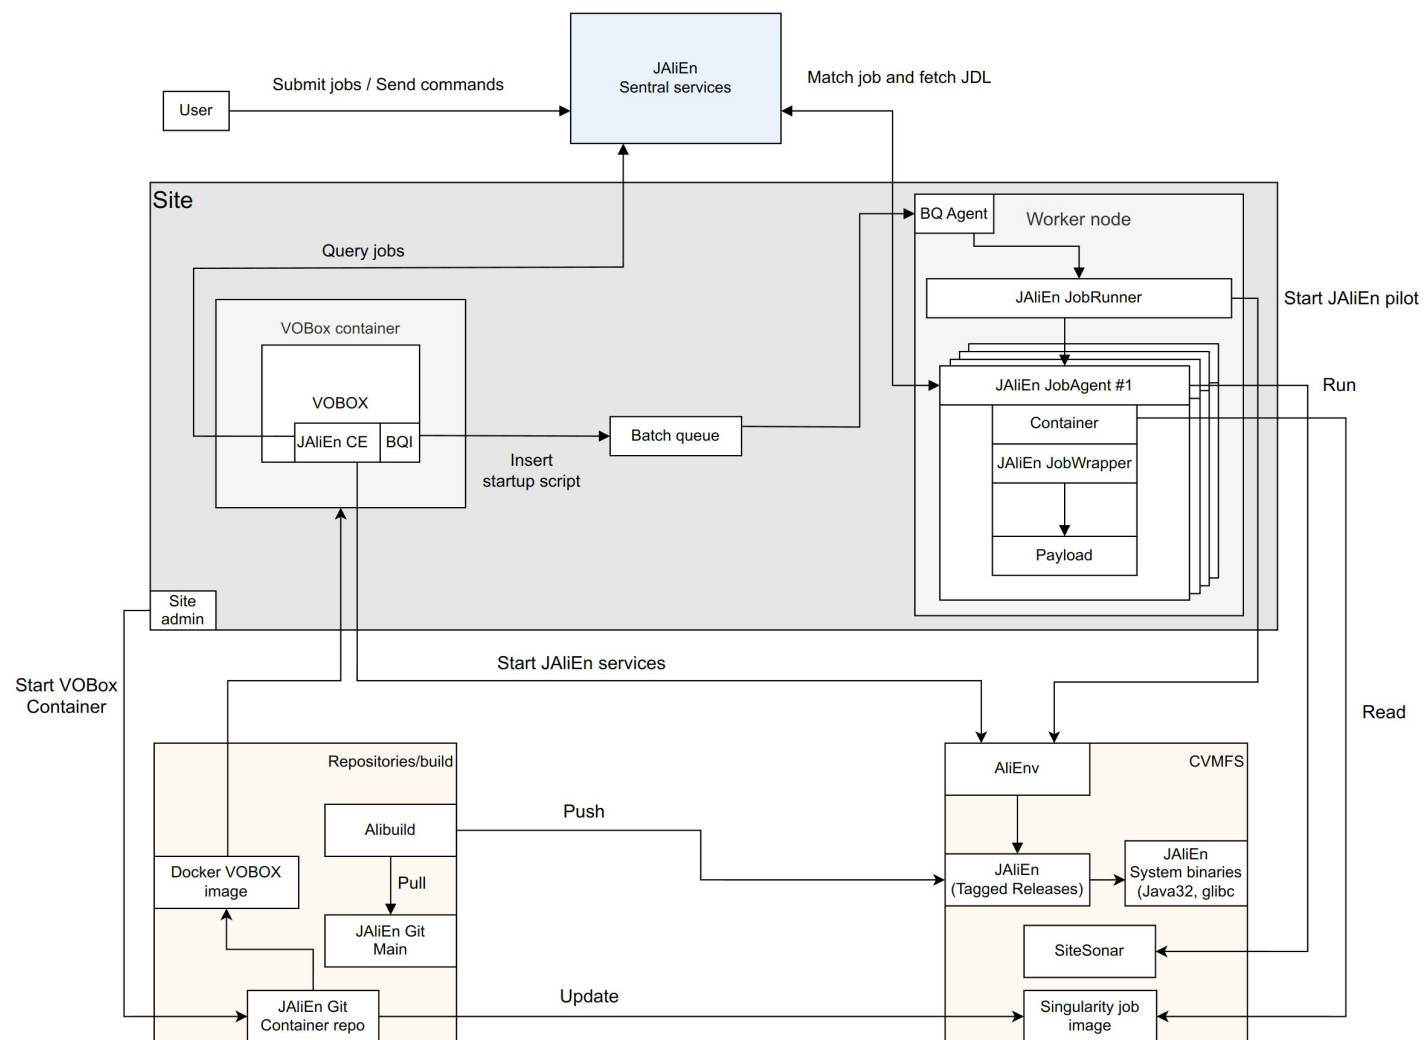 JAliEn
Sentral services
Submit jobs / Send commands
Match job and fetch JDL
User
Site
BQ Agent
Worker node
Query jobs
JAliEn JobRunner
Start JAliEn pilot
VOBox container
JAliEn JobAgent #1
Run
VOBOX
Container
JAliEn CE
BQI
Batch queue
Insert
startup script
JAliEn JobWrapper
Payload
Site
admin
Start JAliEn services
Start VOBox
Container
Read
Repositories/build
AliEnv
CVMFS
Push
Alibuild
Docker VOBOX
image
Pull
JAliEn
(Tagged Releases)
JAliEn
System binaries
(Java32, glibc
JAliEn Git
Main
SiteSonar
JAliEn Git
Container repo
Update
Singularity job
image